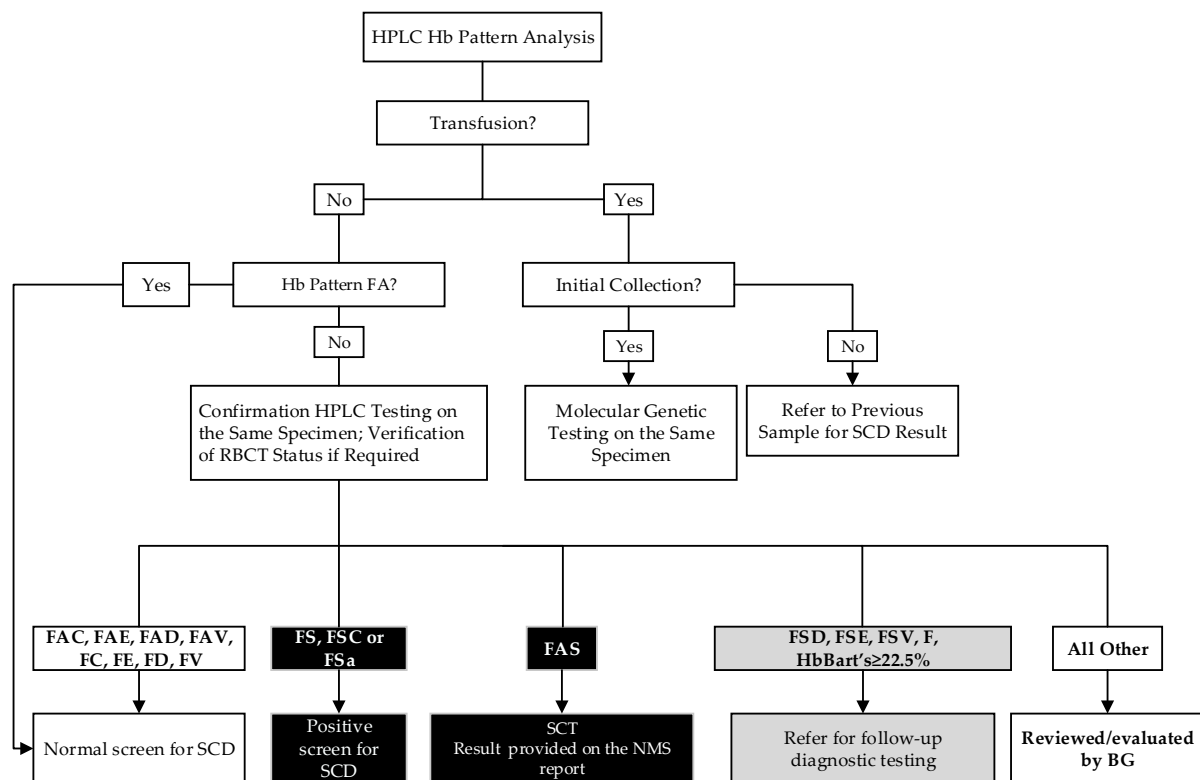 HPLC Hb Pattern Analysis
Transfusion?
No
Yes
Yes
Hb Pattern FA?
Initial Collection?
No
Yes
No
Confirmation HPLC Testing on
the Same Specimen; Verification
of RBCT Status if Required
Molecular Genetic
Testing on the Same
Specimen
Refer to Previous
Sample for SCD Result
FAC, FAE, FAD, FAV,
FC, FE, FD, FV
FS, FSC or
FSa
FAS
FSD, FSE, FSV, F,
HbBart's≥22.5%
All Other
Normal screen for SCD
Positive
screen for
SCD
SCT
Result provided on the NMS
report
Refer for follow-up
diagnostic testing
Reviewed/evaluated
by BG